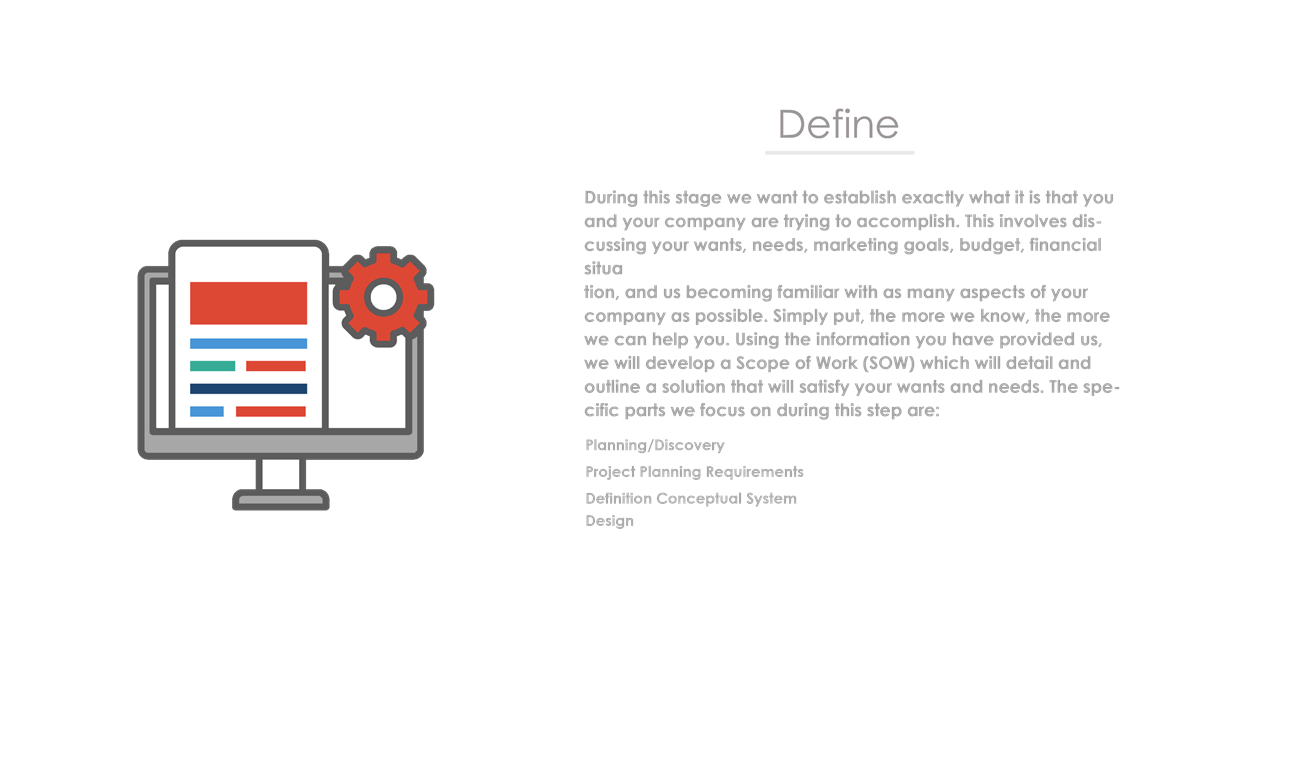 Define
During this stage we want to establish exactly what it is that you
and your company are trying to accomplish. This involves dis-
cussing your wants, needs, marketing goals, budget, financial
situa
tion, and us becoming familiar with as many aspects of your
company as possible. Simply put, the more we know, the more
we can help you. Using the information you have provided us,
we will develop a Scope of Work (SOW) which will detail and
outline a solution that will satisfy your wants and needs. The spe-
cific parts we focus on during this step are:
Planning/Discovery
Project Planning Requirements
Definition Conceptual System
Design